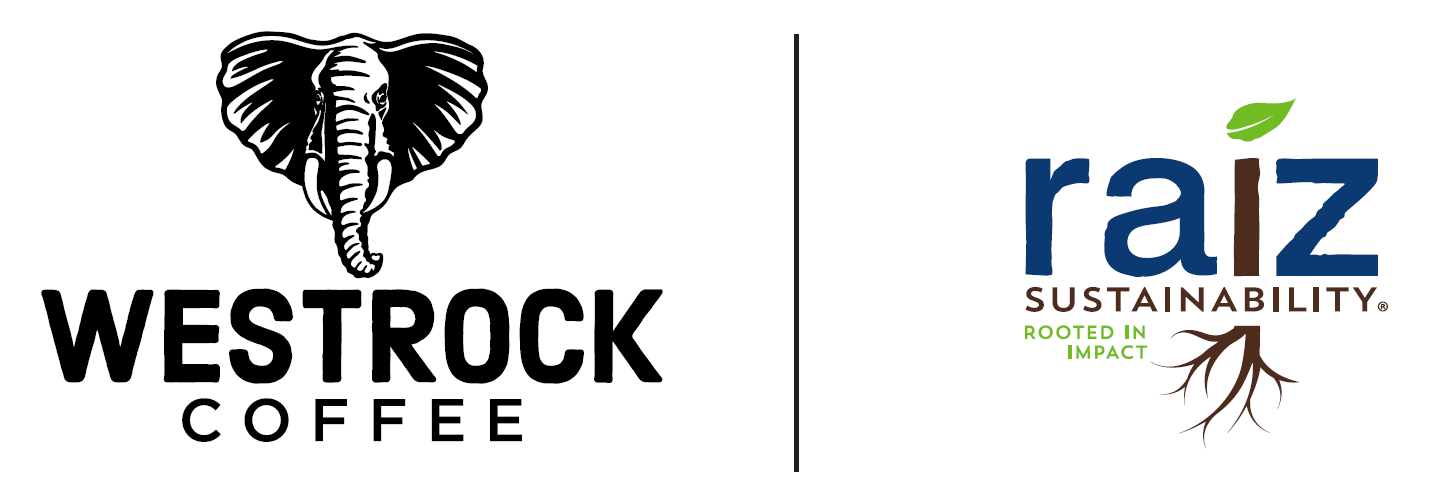 WESTROCK
COFFEE
raiz
SUSTAINABILITY®
ROOTED IN
IMPACT